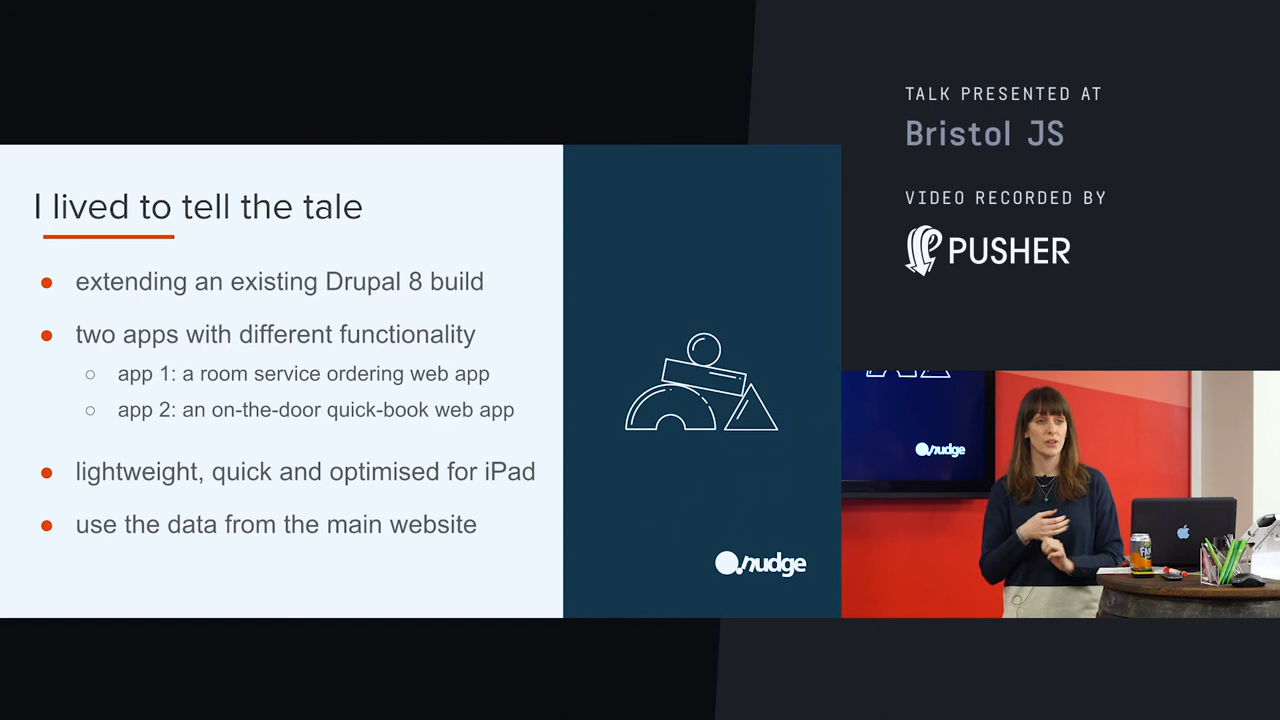 TALK PRESENTED AT
Bristol JS
VIDEO RECORDED BY
PUSHER
I lived to tell the tale
extending an existing Drupal 8 build
two apps with different functionality
app 1: a room service ordering web app
app 2: an on-the-door quick-book web app
lightweight, quick and optimised for iPad
use the data from the main website
nudge
nudge